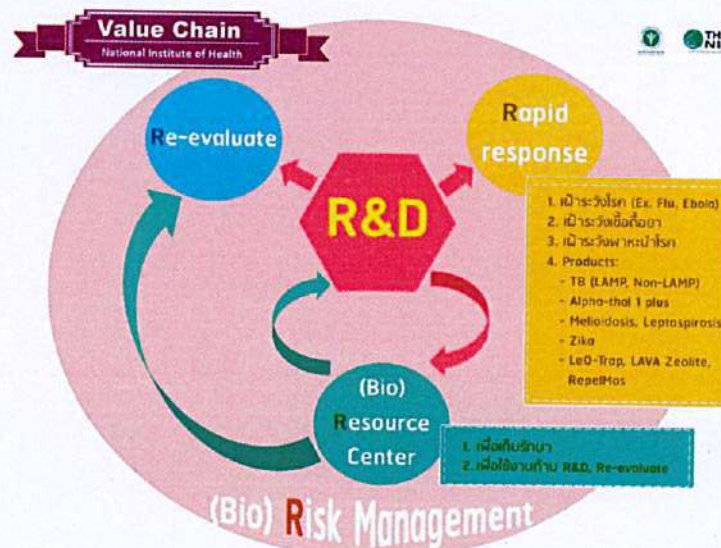 Value Chain
National Institute of Health
TH
NI
Re-evaluate
Rapid
response
R&D
1. เฝ้าระวังโรค (Ex. Flu, Ebola)
2. เฝ้าระวังเชื้อดื้อยา
3. เฝ้าระวังพาหะนำโรค
4. Products:
- TB (LAMP, Non-LAMP)
- Alpha-thal 1 plus
- Melioidosis, Leptospirosis
- Zika
- LeO-Trap, LAVA Zeolite,
RepelMos
(Bio)
Resource
Center
1. เพื่อเก็บรักษา
2. เพื่อใช้งานด้าน R&D, Re-evaluate
(Bio) Risk Management